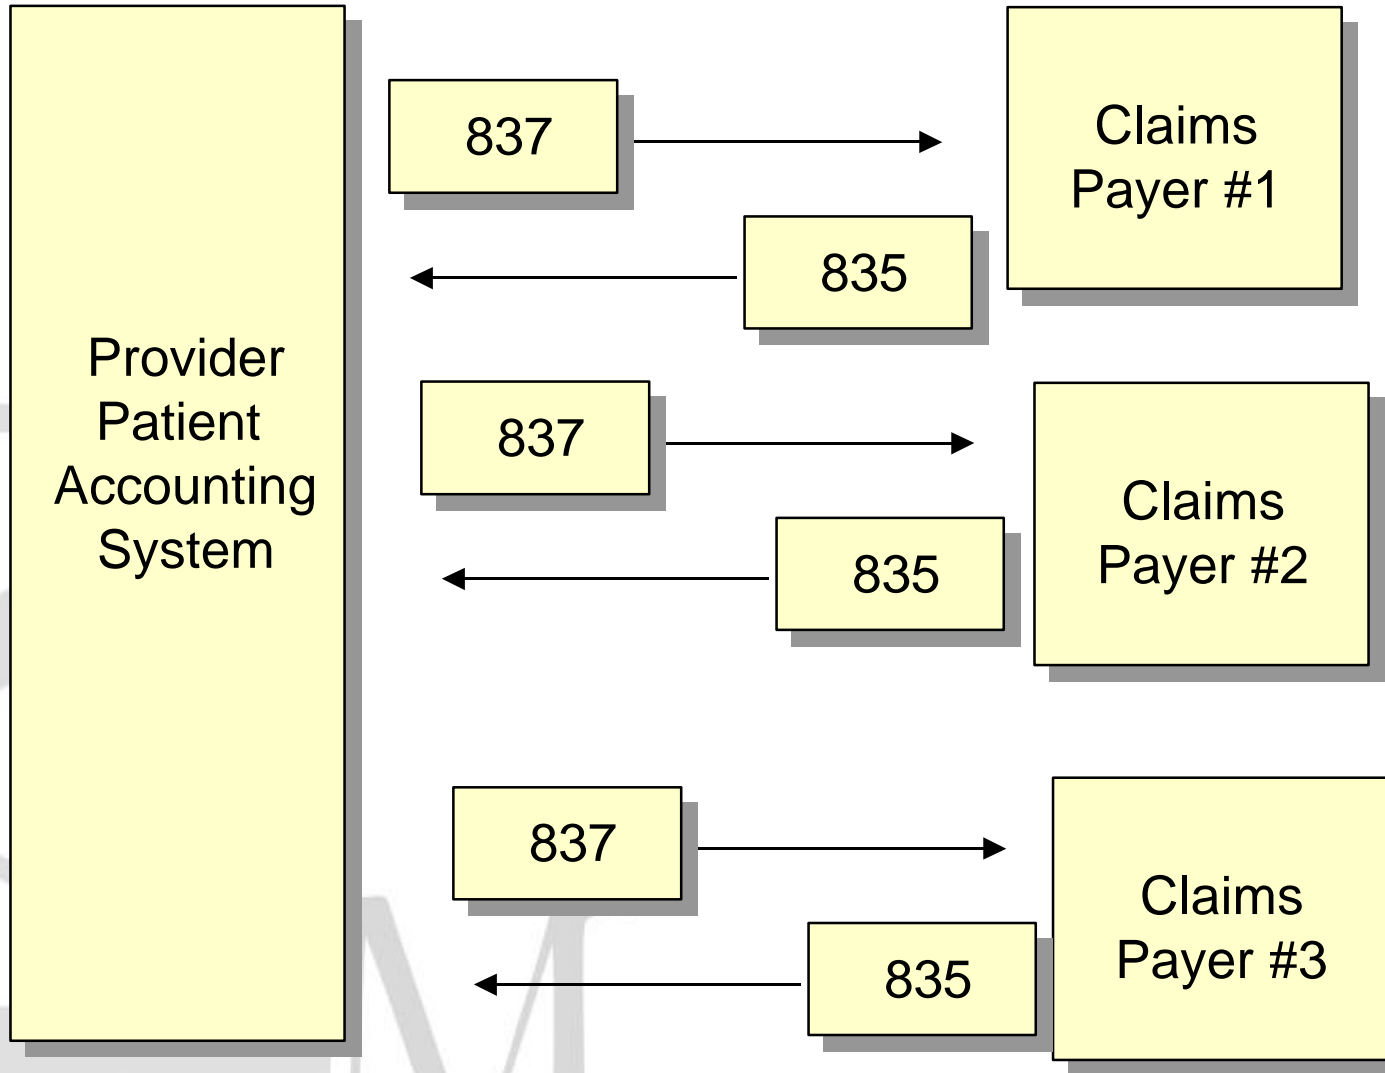 Provider
Patient
Accounting
System
837
Claims
Payer #1
835
837
Claims
Payer #2
835
837
Claims
Payer #3
835